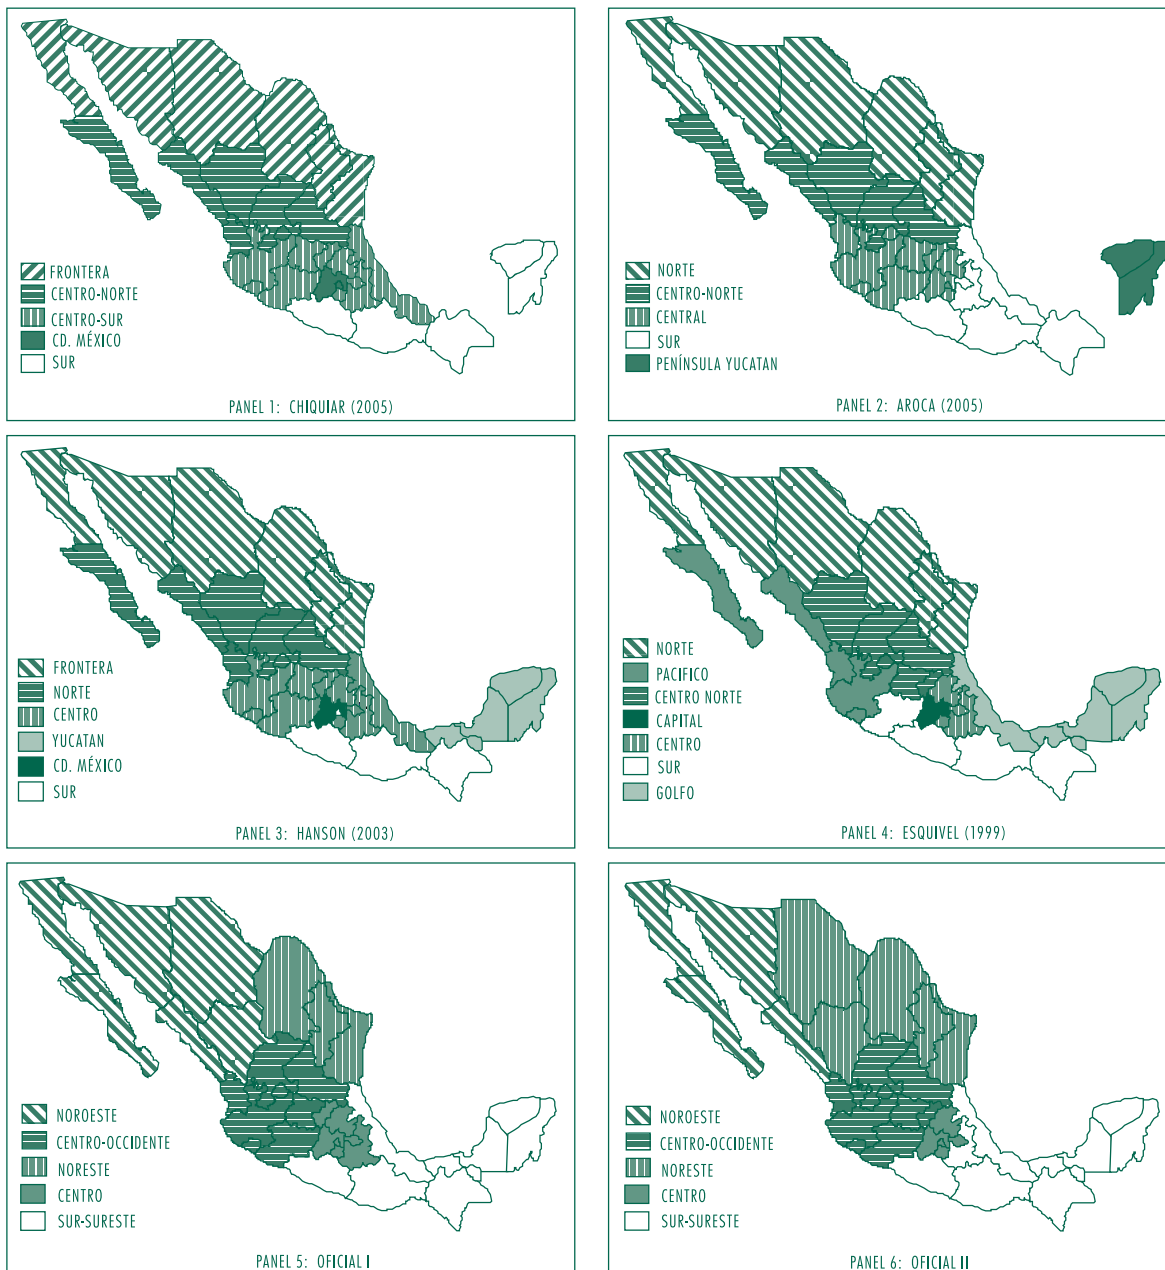 FRONTERA
CENTRO-NORTE
CENTRO-SUR
CD. MÉXICO
SUR
PANEL 1: CHIQUIAR (2005)
NORTE
CENTRO-NORTE
CENTRAL
SUR
PENÍNSULA YUCATAN
PANEL 2: AROCA (2005)
FRONTERA
NORTE
CENTRO
YUCATAN
CD. MÉXICO
SUR
PANEL 3: HANSON (2003)
NORTE
PACIFICO
CENTRO NORTE
CAPITAL
CENTRO
SUR
GOLFO
PANEL 4: ESQUIVEL (1999)
NOROESTE
CENTRO-OCCIDENTE
NORESTE
CENTRO
SUR-SURESTE
PANEL 5: OFICIAL I
NOROESTE
CENTRO-OCCIDENTE
NORESTE
CENTRO
SUR-SURESTE
PANEL 6: OFICIAL II